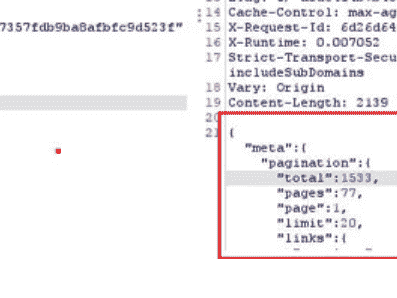 7357fdb9ba8afbfc9d523f"
14 Cache-Control: max-ag
15 X-Request-Id: 6d26d64
16 X-Runtime: 0.007052
17 Strict-Transport-Secu
includeSubDomains
18 Vary: Origin
19 Content-Length: 2139
20
21 {
"meta":{
"pagination":{
"total":1533,
"pages":77,
"page":1,
"limit":20,
"links":{